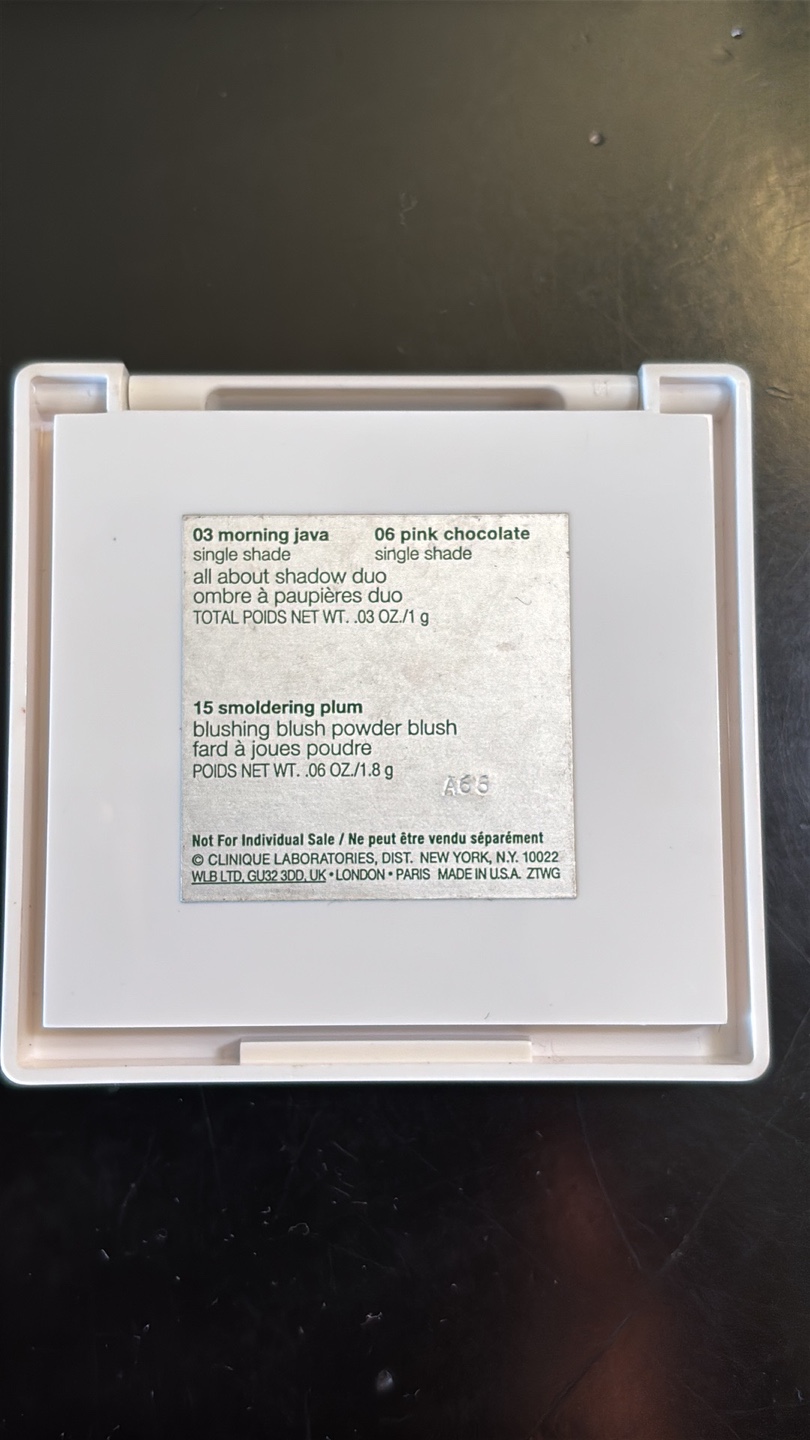 03 morning java 06 pink chocolate
single shade single shade
all about shadow duo
ombre à paupières duo
TOTAL POIDS NET WT. .03 OZ./1 g
15 smoldering plum
blushing blush powder blush
fard à joues poudre
POIDS NET WT. .06 OZ./1.8 g
Not For Individual Sale / Ne peut être vendu séparément
© CLINIQUE LABORATORIES, DIST. NEW YORK, N.Y. 10022
WLB LTD, GU32 3DD, UK • LONDON • PARIS MADE IN U.S.A. ZTWG